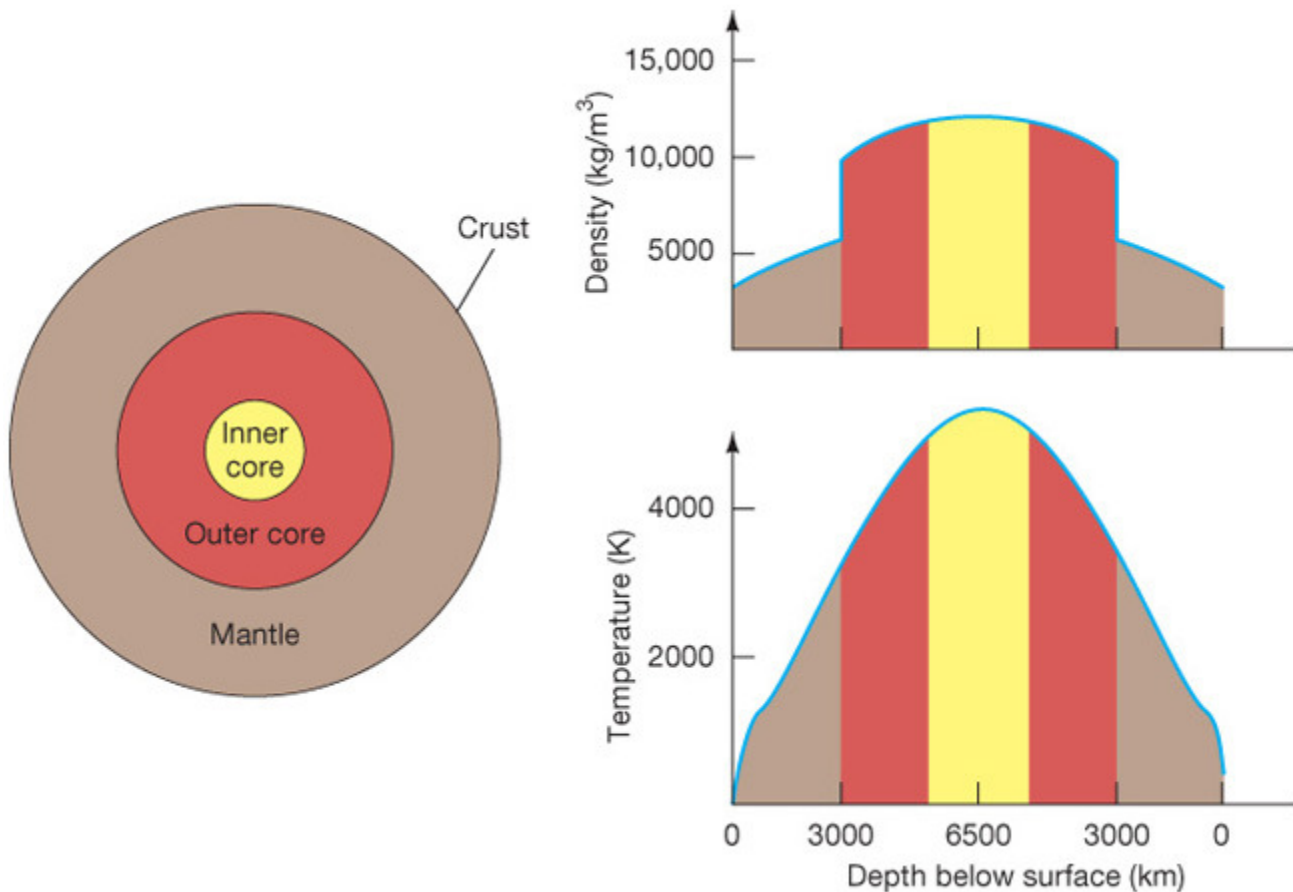 Crust
Inner
core
Outer core
Mantle
Density (kg/m³)
15,000
10,000
5000
Temperature (K)
4000
2000
0 3000 6500 3000 0
Depth below surface (km)